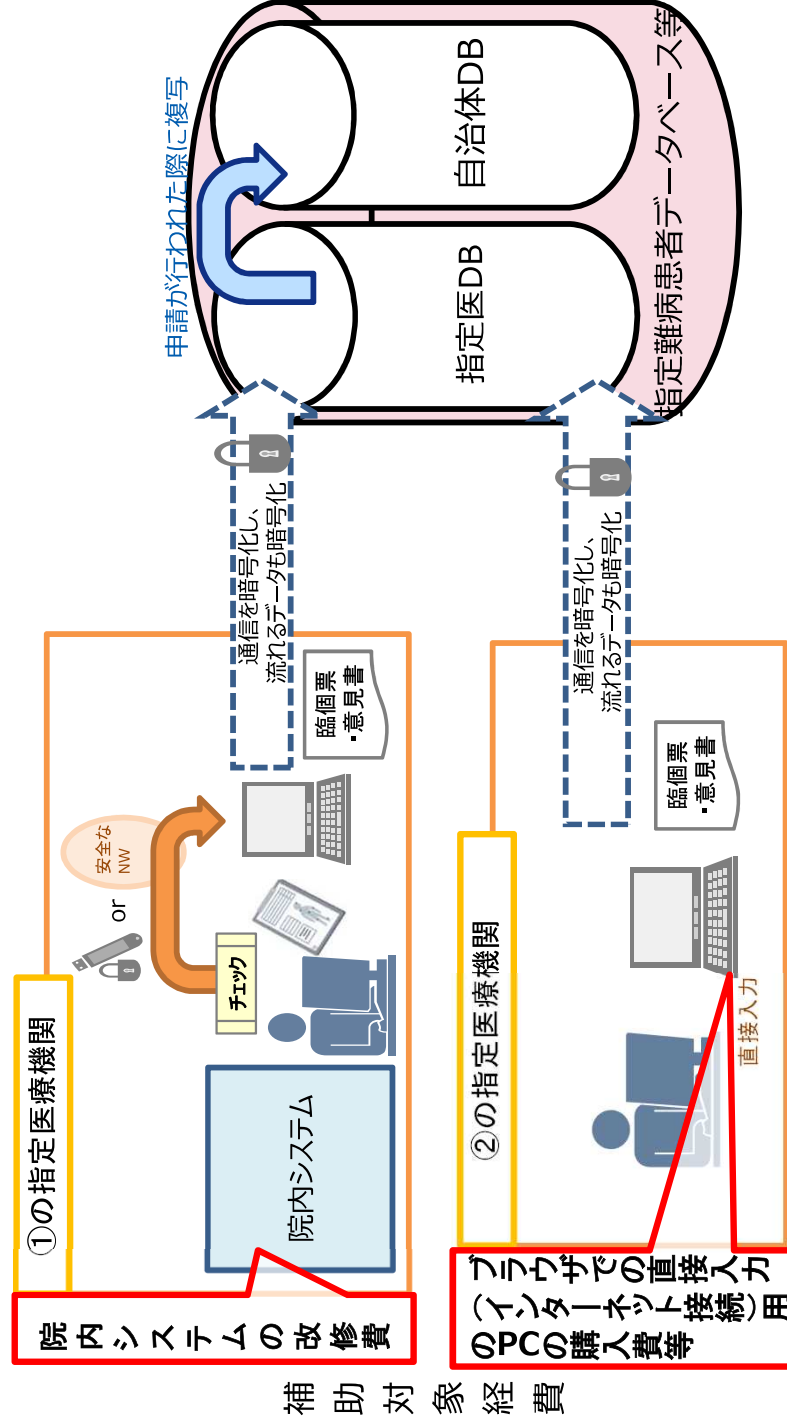 補助対象経費
院内システムの改修費
①の指定医療機関
院内システム
チェック
or
安全な
NW
臨個票
・意見書
通信を暗号化し、
流れるデータも暗号化
ブラウザでの直接入力
（インターネット接続）用
のPCの購入費等
②の指定医療機関
直接入力
臨個票
・意見書
通信を暗号化し、
流れるデータも暗号化
申請が行われた際に複写
指定医DB
自治体DB
指定難病患者データベース等